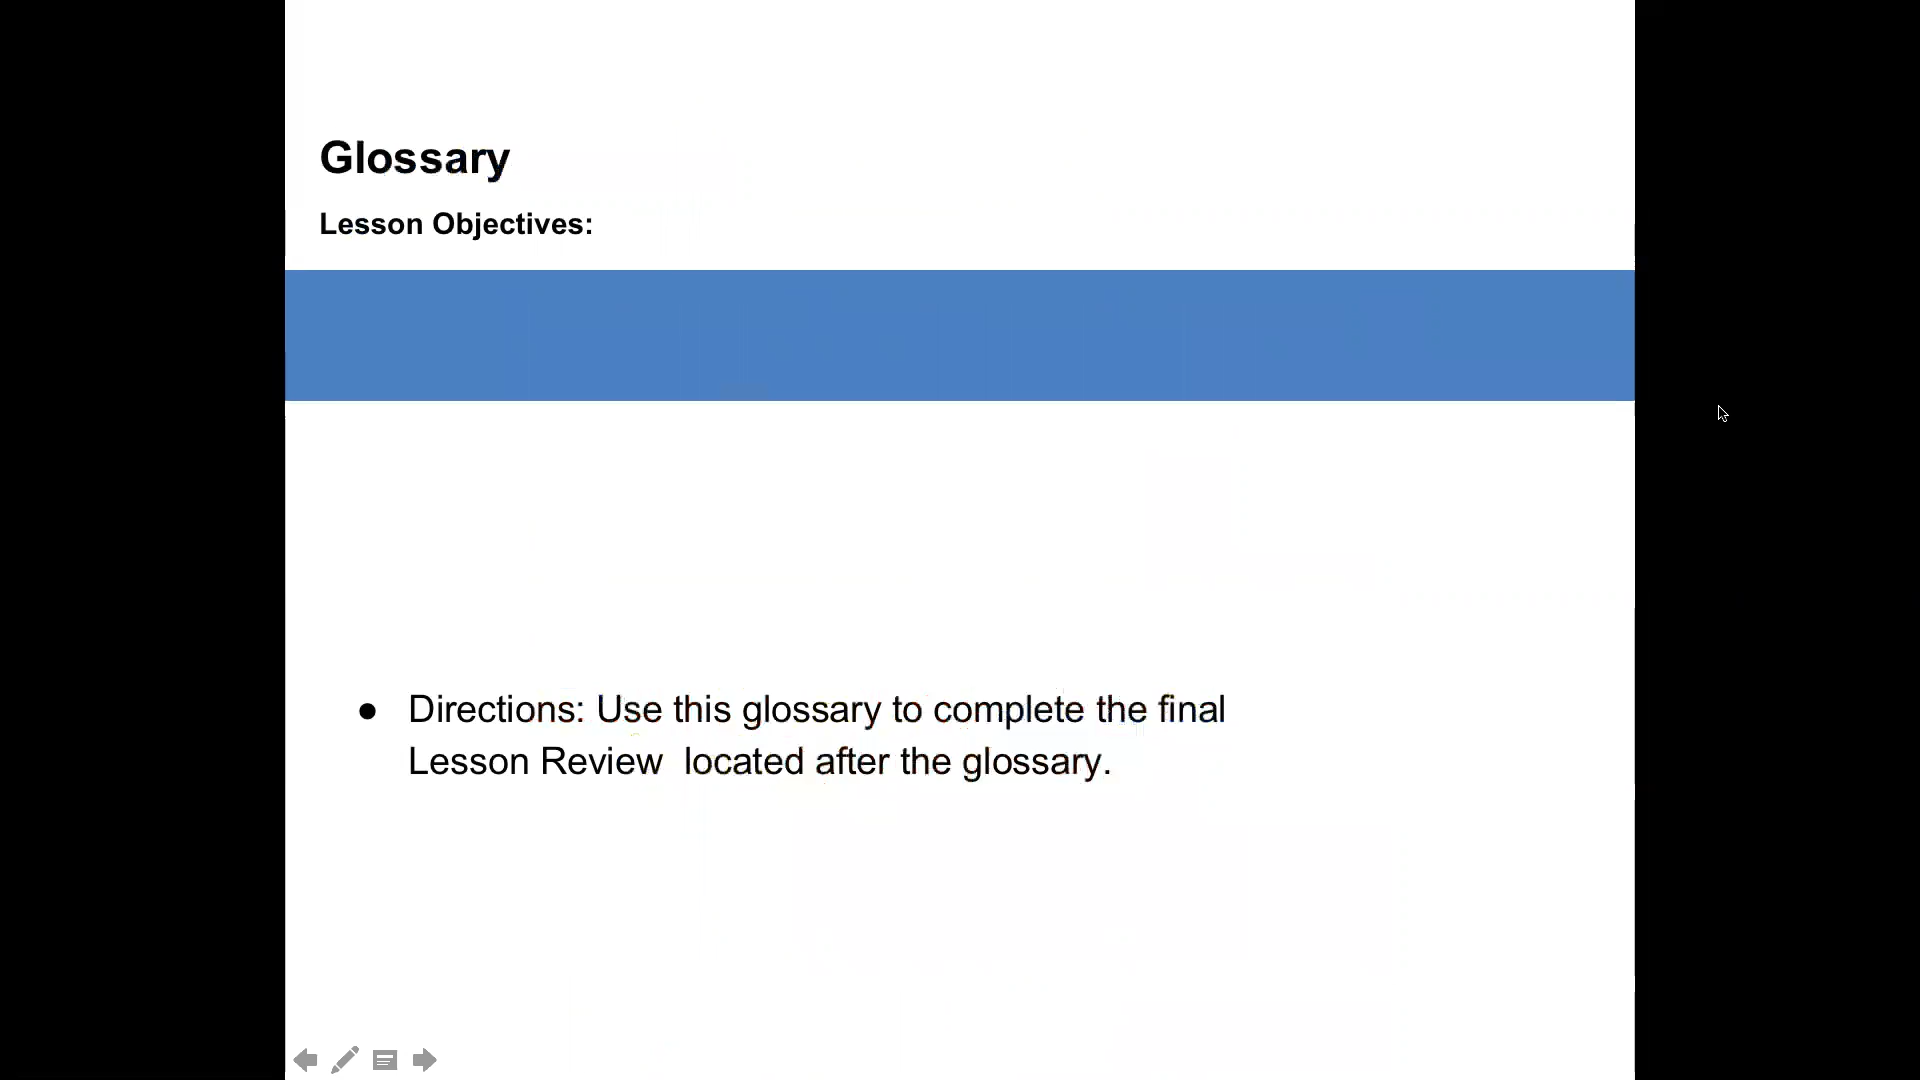 Glossary
Lesson Objectives:
● Directions: Use this glossary to complete the final
Lesson Review  located after the glossary.